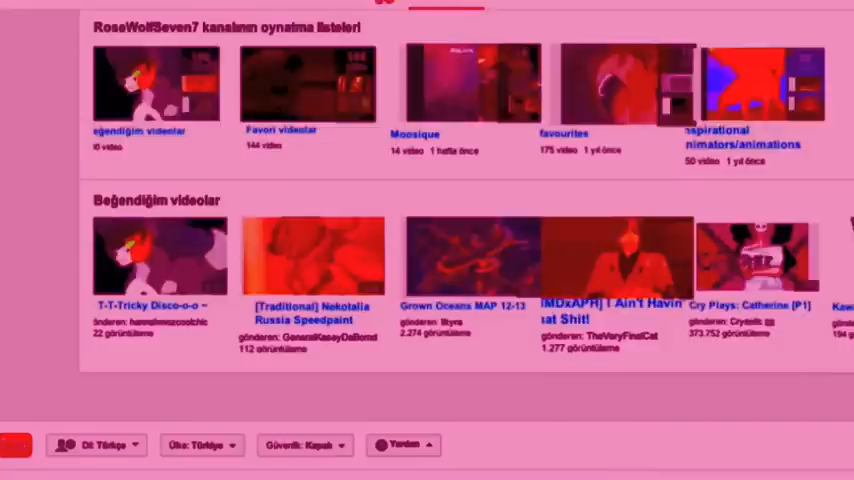 RoseWolfSeven7 kanalının oynatma listeleri
eğendiğim videolar
Favori videolar
Moosique
favourites
nspirational
nimators/animations
144 video
14 video 1 hafta önce
175 video 1 yıl önce
50 video 1 yıl önce
Beğendiğim videolar
T-T-Tricky Disco-o-o ~
[Traditional] Nekotalia
Russia Speedpaint
Grown Oceans MAP 12-13
[MDxAPH] I Ain't Havin'
at Shit!
Cry Plays: Catherine [P1]
gönderen: GeneralKaseyDaBomd
gönderen: TheVeryFinalCat
gönderen:
22 görüntüleme
112 görüntüleme
2.274 görüntüleme
1.277 görüntüleme
373.752 görüntüleme
Dil: Türkçe
Ülke: Türkiye
Güvenlik: Kapalı
Yardım